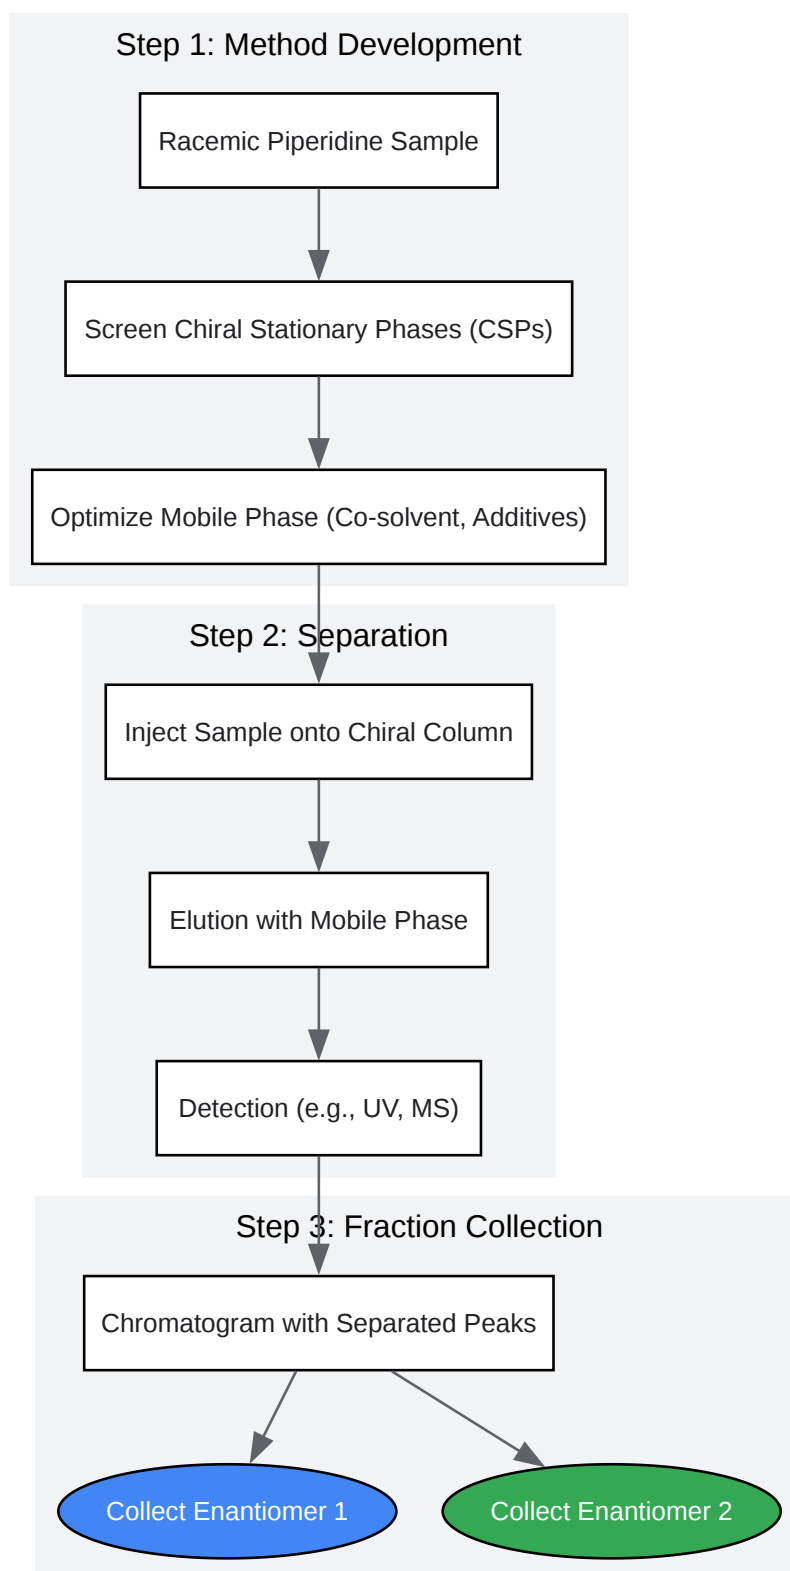 Step 1: Method Development
Racemic Piperidine Sample
Screen Chiral Stationary Phases (CSPs)
Optimize Mobile Phase (Co-solvent, Additives)
Step 2: Separation
Inject Sample onto Chiral Column
Elution with Mobile Phase
Detection (e.g., UV, MS)
Step 3: Fraction Collection
Chromatogram with Separated Peaks
Collect Enantiomer 1
Collect Enantiomer 2